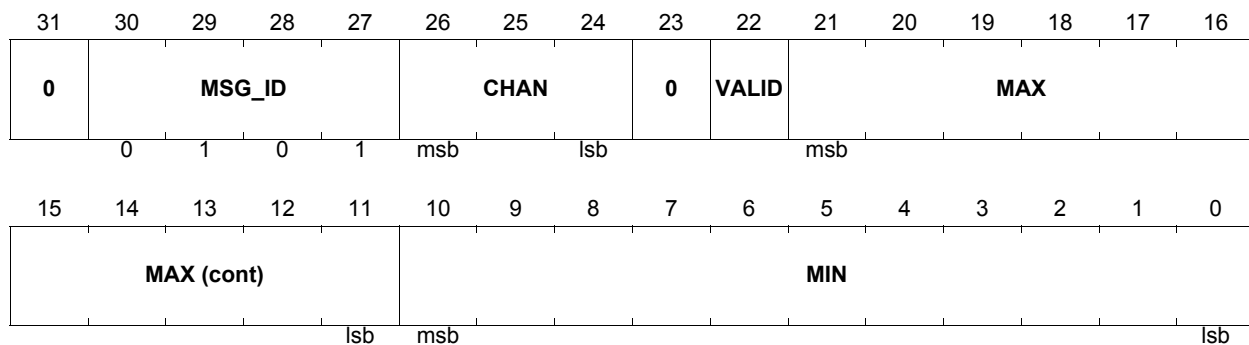 31 30 29 28 27 26 25 24 23 22 21 20 19 18 17 16
0 MSG_ID CHAN 0 VALID MAX
0 1 0 1 msb lsb msb
15 14 13 12 11 10 9 8 7 6 5 4 3 2 1 0
MAX (cont) MIN
lsb msb lsb